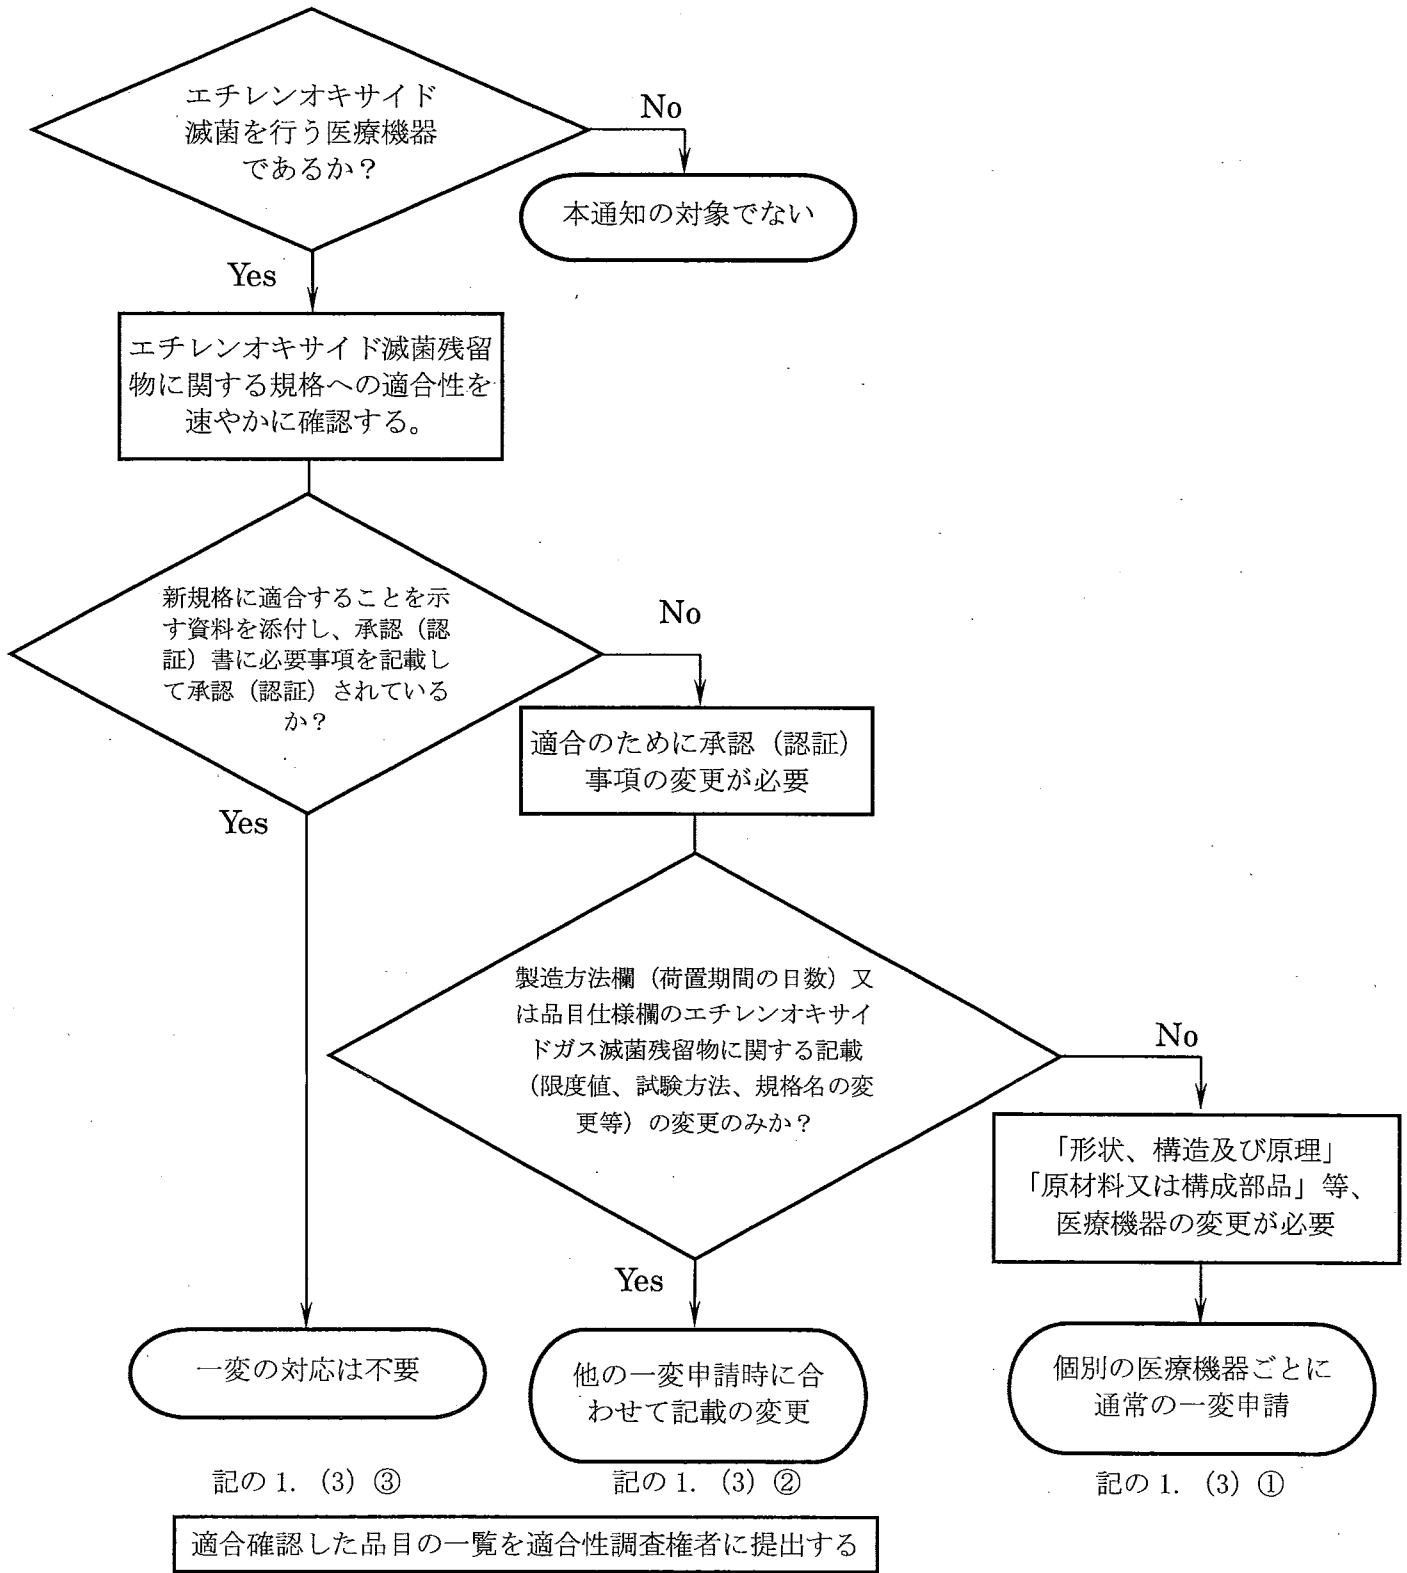 エチレンオキサイド
滅菌を行う医療機器
であるか？
No
本通知の対象でない
Yes
エチレンオキサイド滅菌残留
物に関する規格への適合性を
速やかに確認する。
新規格に適合することを示
す資料を添付し、承認（認
証）書に必要事項を記載し
て承認（認証）されている
か？
No
適合のために承認（認証）
事項の変更が必要
Yes
製造方法欄（荷置期間の日数）又
は品目仕様欄のエチレンオキサイ
ドガス滅菌残留物に関する記載
（限度値、試験方法、規格名の変
更等）の変更のみか？
No
「形状、構造及び原理」
「原材料又は構成部品」等、
医療機器の変更が必要
Yes
一変の対応は不要
他の一変申請時に合
わせて記載の変更
個別の医療機器ごとに
通常の一変申請
記の 1.（3）③
記の 1.（3）②
記の 1.（3）①
適合確認した品目の一覧を適合性調査権者に提出する